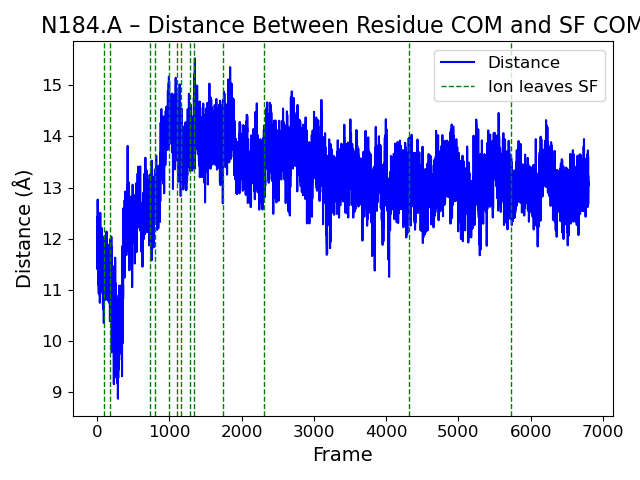 N184.A – Distance Between Residue COM and SF COM
Distance
Ion leaves SF
Distance (Å)
15
14
13
12
11
10
9
0 1000 2000 3000 4000 5000 6000 7000
Frame